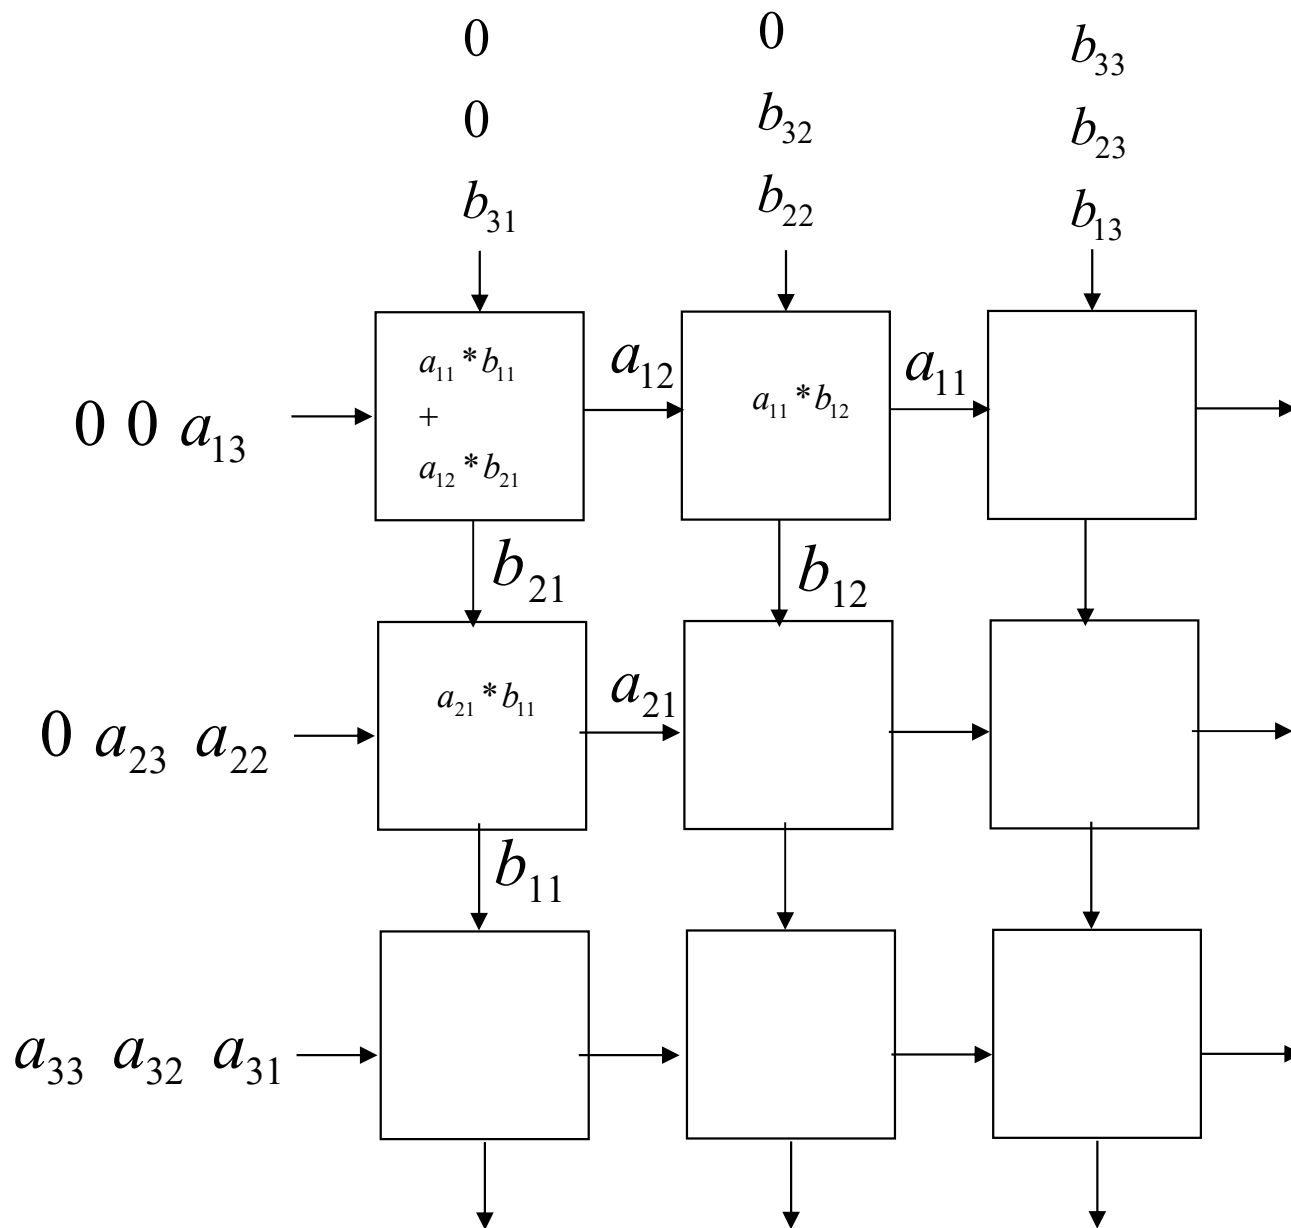 0 0 b₃₃
0 b₃₂ b₂₃
b₃₁ b₂₂ b₁₃
a₁₁ * b₁₁
+
a₁₂ * b₂₁
a₁₂
a₁₁ * b₁₂
a₁₁
0 0 a₁₃
b₂₁ b₁₂
a₂₁ * b₁₁
a₂₁
0 a₂₃ a₂₂
b₁₁
a₃₃ a₃₂ a₃₁